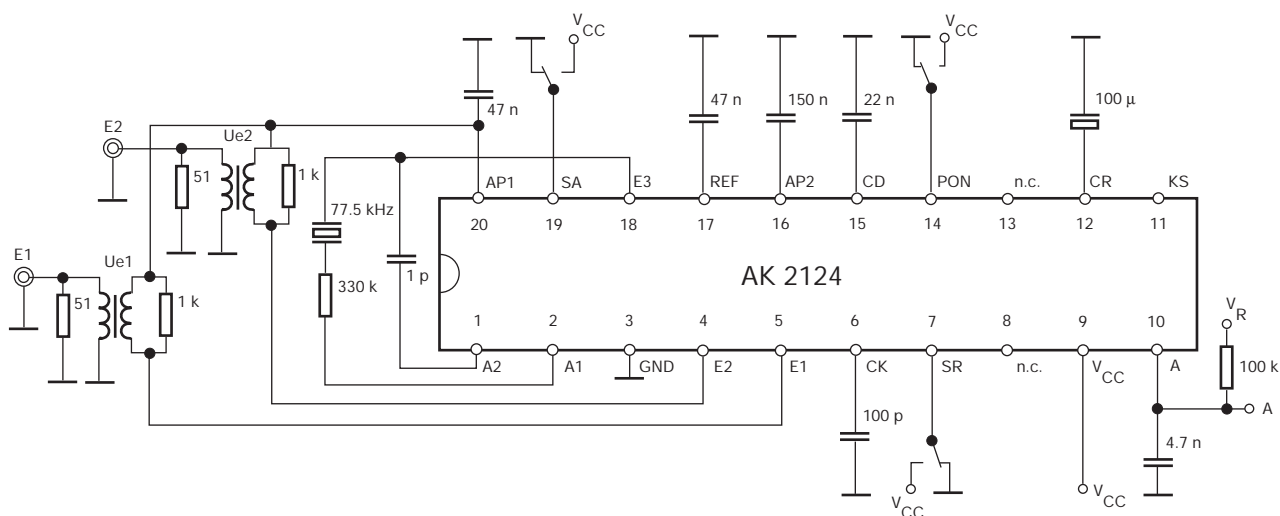 V
CC
V
CC
47 n
47 n
150 n
22 n
100 µ
E2
Ue2
51
1 k
AP1
SA
E3
REF
AP2
CD
PON
n.c.
CR
KS
77.5 kHz
20
19
18
17
16
15
14
13
12
11
E1
Ue1
51
1 k
1 p
330 k
AK 2124
1
2
3
4
5
6
7
8
9
10
V
R
A2
A1
GND
E2
E1
CK
SR
n.c.
V
CC
A
100 k
A
100 p
4.7 n
V
CC
V
CC